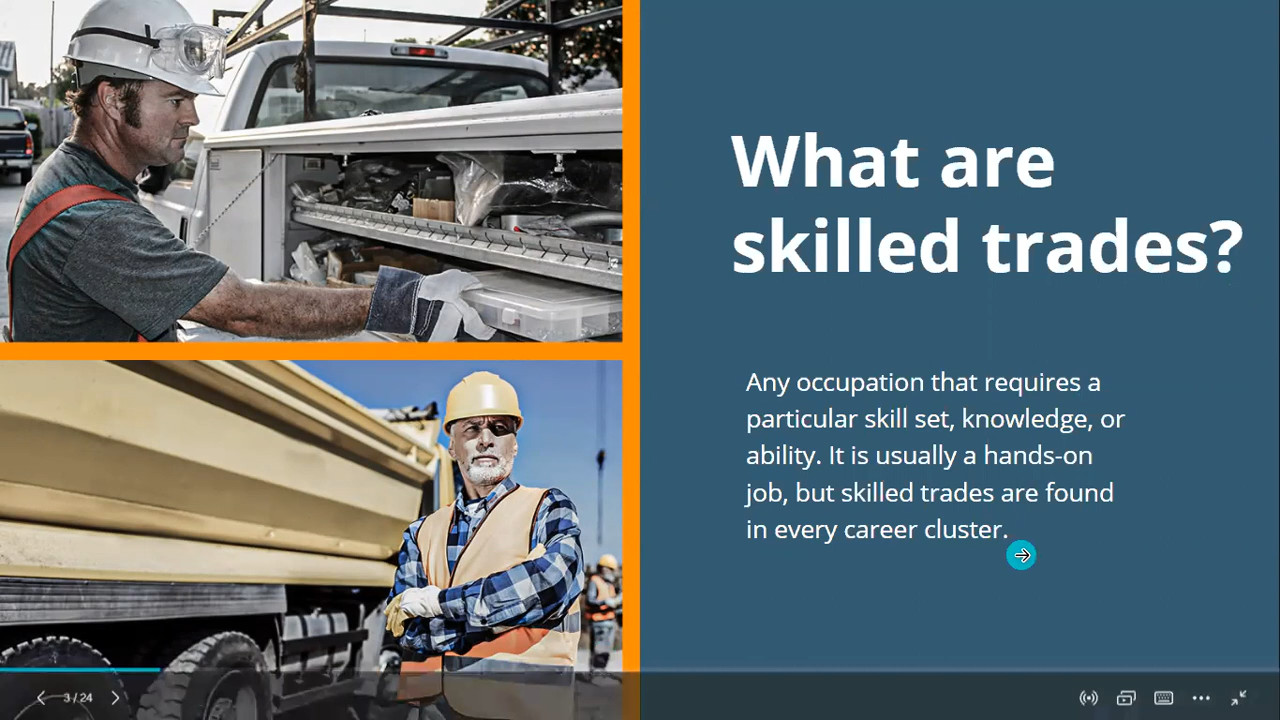 What are
skilled trades?
Any occupation that requires a
particular skill set, knowledge, or
ability. It is usually a hands-on
job, but skilled trades are found
in every career cluster.
3 / 24